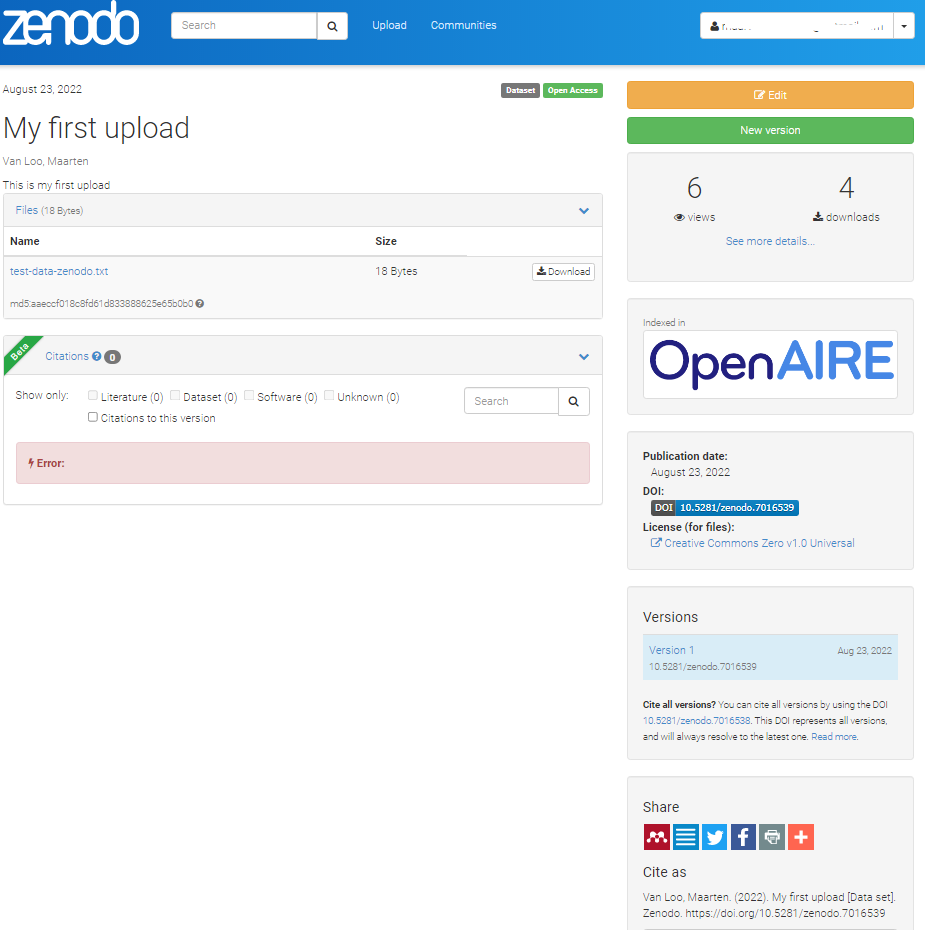 zenodo
Search
Upload
Communities
August 23, 2022
Dataset
Open Access
My first upload
Van Loo, Maarten
This is my first upload
Files (18 Bytes)
Name Size
test-data-zenodo.txt 18 Bytes Download
md5:aaeccf018c8fd61d833888625e65b0b0
Beta
Citations 0
Show only: Literature (0) Dataset (0) Software (0) Unknown (0)
Citations to this version
Search
Error:
Edit
New version
6 4
views downloads
See more details...
Indexed in
OpenAIRE
Publication date:
August 23, 2022
DOI:
DOI 10.5281/zenodo.7016539
License (for files):
Creative Commons Zero v1.0 Universal
Versions
Version 1 Aug 23, 2022
10.5281/zenodo.7016539
Cite all versions? You can cite all versions by using the DOI
10.5281/zenodo.7016538. This DOI represents all versions,
and will always resolve to the latest one. Read more.
Share
Cite as
Van Loo, Maarten. (2022). My first upload [Data set].
Zenodo. https://doi.org/10.5281/zenodo.7016539